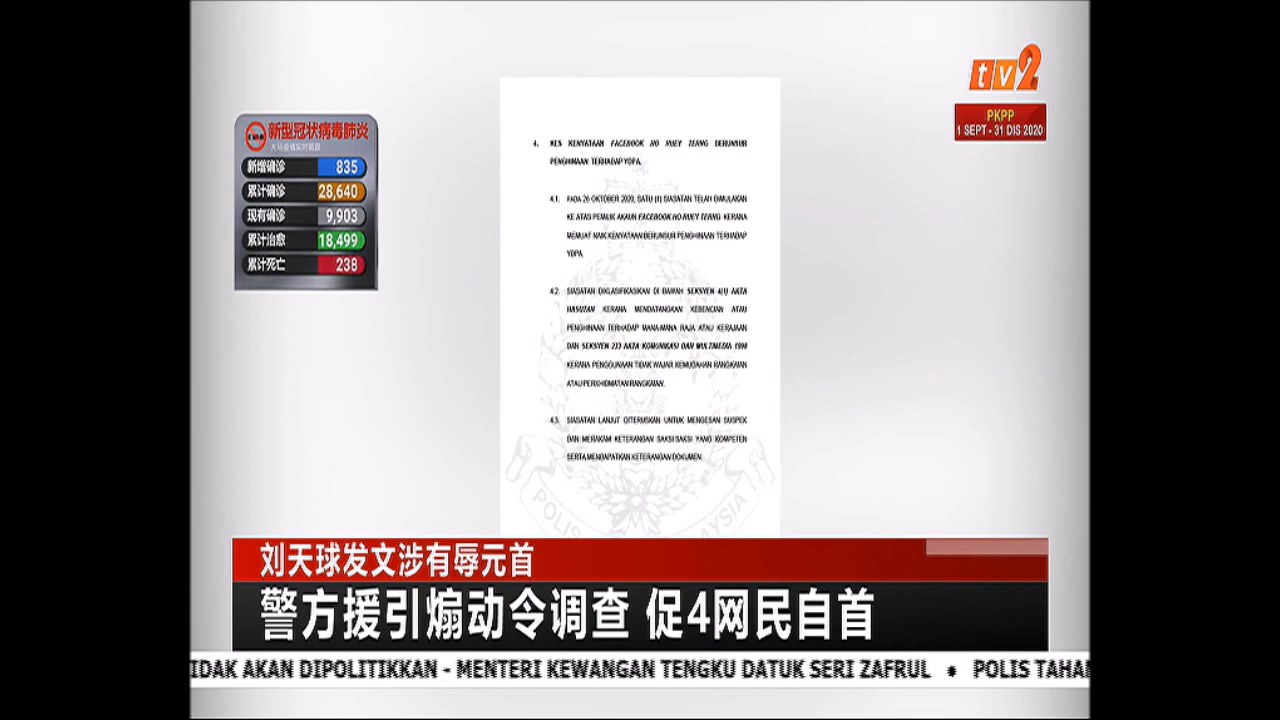 tv2
PKPP
1 SEPT - 31 DIS 2020
新型冠状病毒肺炎
新增确诊 835
累计确诊 28,640
现有确诊 9,903
累计治愈 18,499
累计死亡 238
4. KES KENYATAAN FACEBOOK HO RUEY TERNG BERUNSUR
PENGHINAAN TERHADAP YDPA.
4.1. PADA 26 OKTOBER 2020, SATU (1) SIASATAN TELAH DIMULAKAN
KE ATAS PEMILIK AKAUN FACEBOOK HO RUEY TERNG KERANA
MEMUAT NAIK KENYATAAN BERUNSUR PENGHINAAN TERHADAP
YDPA.
4.2. SIASATAN DIKLASIFIKASIKAN DI BAWAH SEKSYEN 4(1) AKTA
HASUTAN KERANA MENDATANGKAN KEBENCIAN ATAU
PENGHINAAN TERHADAP MANA-MANA RAJA ATAU KERAJAAN
DAN SEKSYEN 233 AKTA KOMUNIKASI DAN MULTIMEDIA 1998
KERANA PENGGUNAAN TIDAK WAJAR KEMUDAHAN RANGKAIAN
ATAU PERKHIDMATAN RANGKAIAN.
4.3. SIASATAN LANJUT DITERUSKAN UNTUK MENGESAN SUSPEK
DAN MERAKAM KETERANGAN SAKSI-SAKSI YANG KOMPETEN
SERTA MENDAPATKAN KETERANGAN DOKUMEN.
POLIS AYSIA
刘天球发文涉有辱元首
警方援引煽动令调查 促4网民自首
IDAK AKAN DIPOLITIKKAN - MENTERI KEWANGAN TENGKU DATUK SERI ZAFRUL • POLIS TAHAN